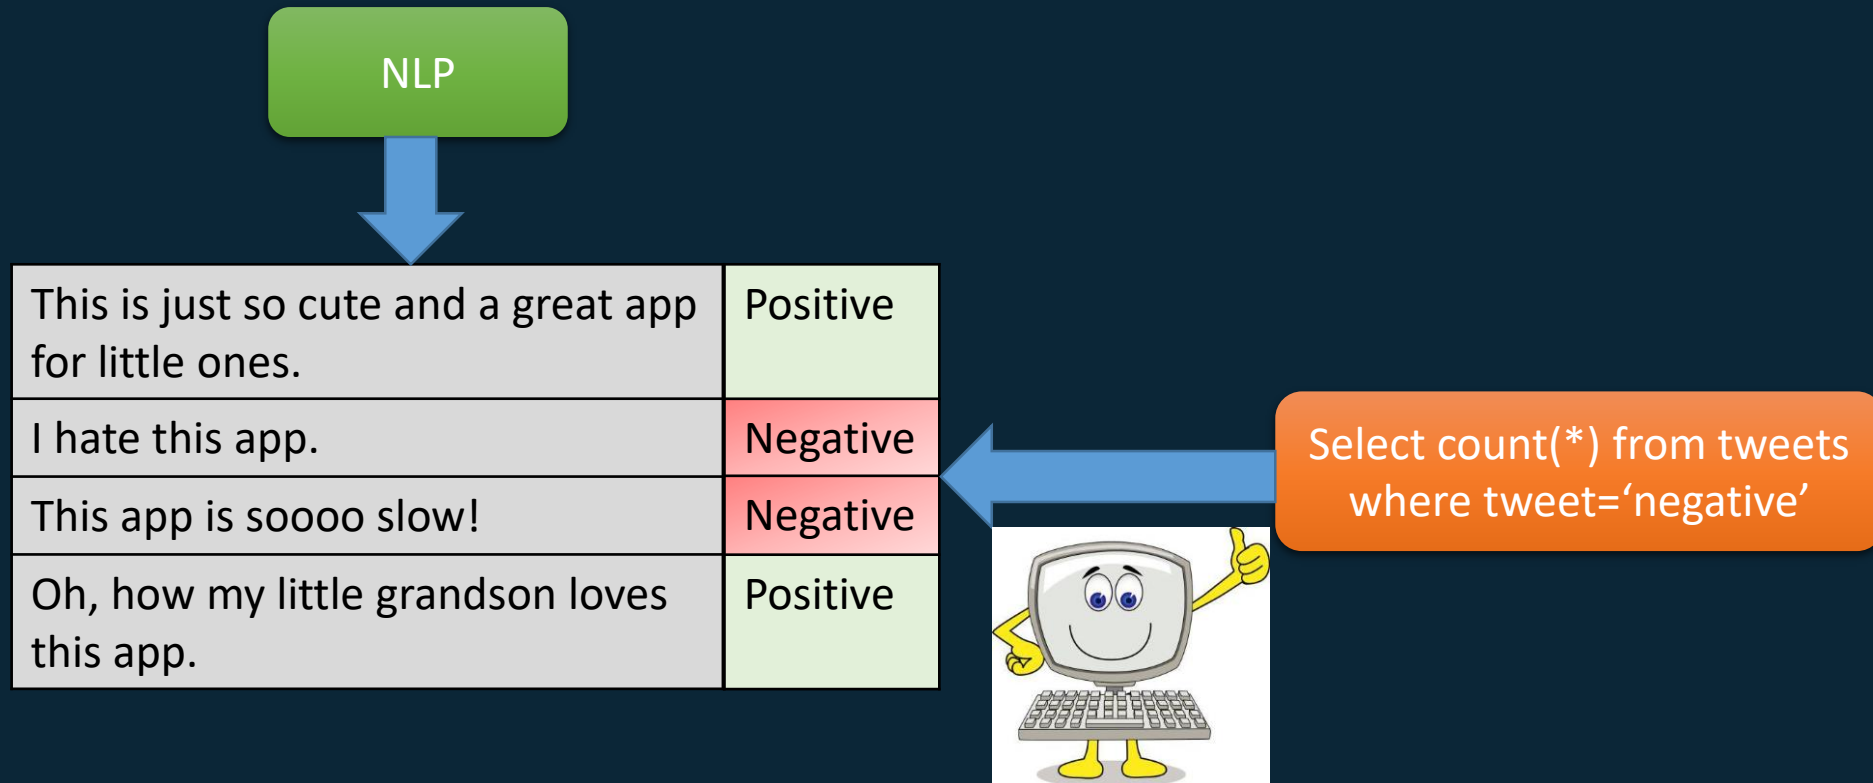 NLP
This is just so cute and a great app
for little ones.
Positive
I hate this app.
Negative
This app is soooo slow!
Negative
Oh, how my little grandson loves
this app.
Positive
Select count(*) from tweets
where tweet=‘negative’